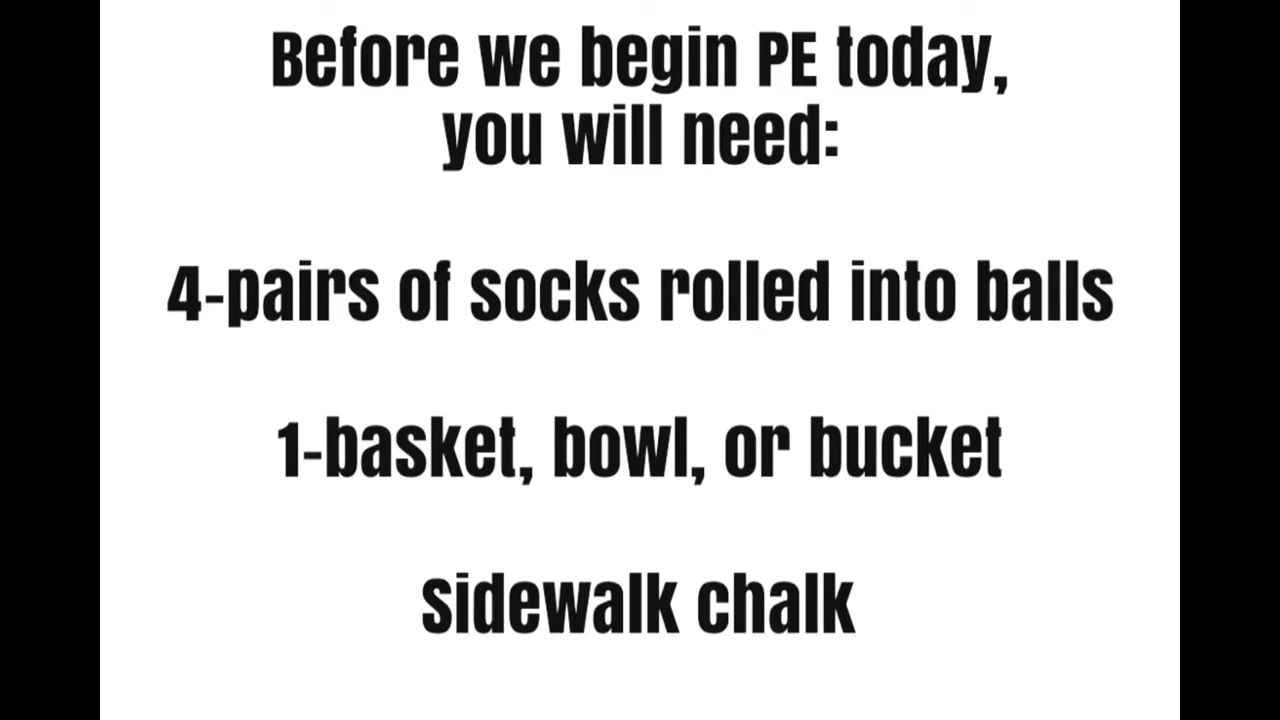 Before we begin PE today,
you will need:
4-pairs of socks rolled into balls
1-basket, bowl, or bucket
Sidewalk chalk